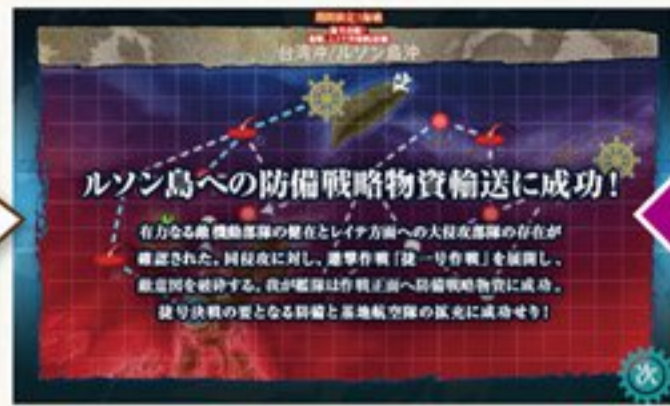 台湾沖/ルソン島沖
捷
ルソン島への防備戦略物資輸送に成功!
有力なる敵機動部隊の健在とレイテ方面への大侵攻部隊の存在が
確認された。同侵攻に対し、進撃作戦「捷一号作戦」を展開し、
敵意図を破砕する。我が艦隊は作戦正面へ防備戦略物資に成功。
捷号決戦の要となる防備と基地航空隊の拡充に成功せり!
次